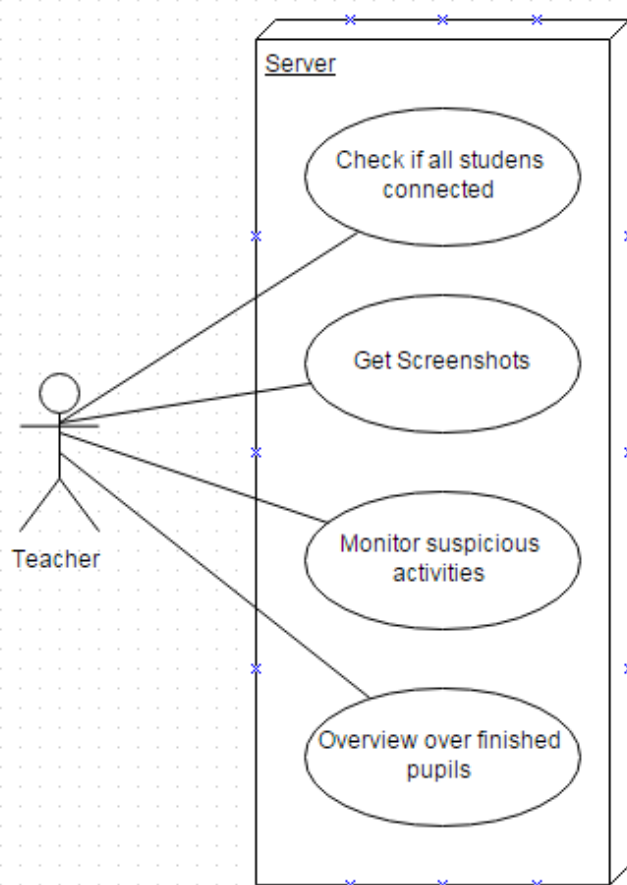 Server
Check if all studens
connected
Get Screenshots
Teacher
Monitor suspicious
activities
Overview over finished
pupils